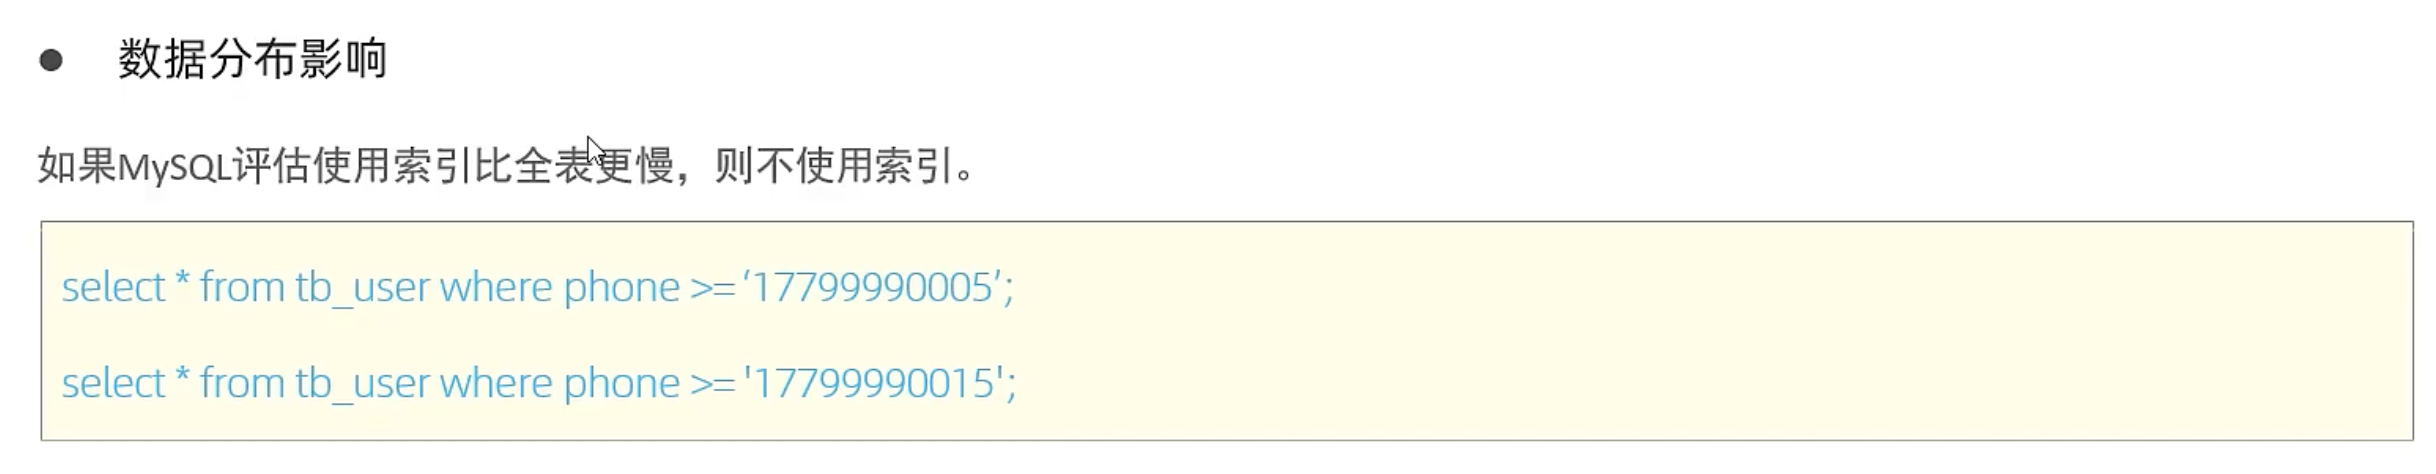 数据分布影响
如果MySQL评估使用索引比全表更慢，则不使用索引。
select * from tb_user where phone >= ‘17799990005’;
select * from tb_user where phone >= '17799990015';